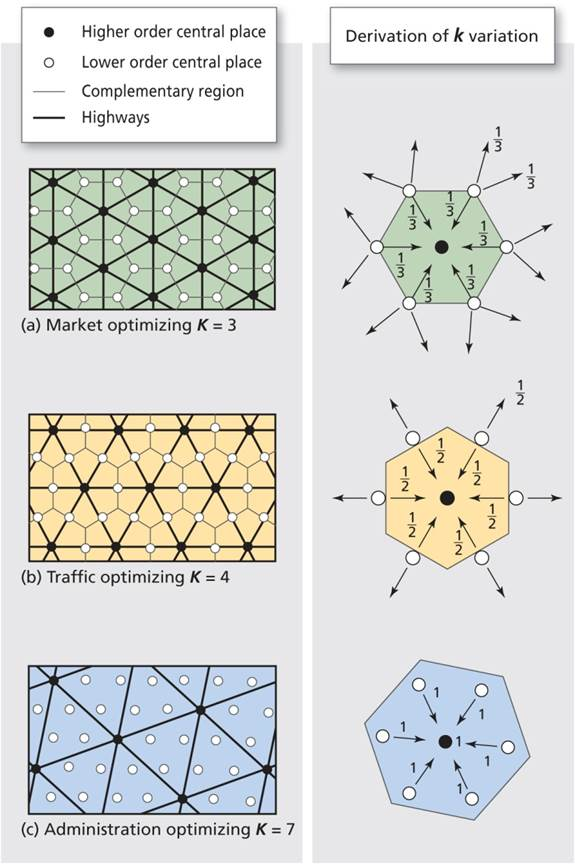 Higher order central place
Lower order central place
Complementary region
Highways
Derivation of k variation
(a) Market optimizing K = 3
1/3
1/3
1/3
1/3
1/3
1/3
1/3
1/3
(b) Traffic optimizing K = 4
1/2
1/2
1/2
1/2
1/2
1/2
1/2
(c) Administration optimizing K = 7
1
1
1
1
1
1
1